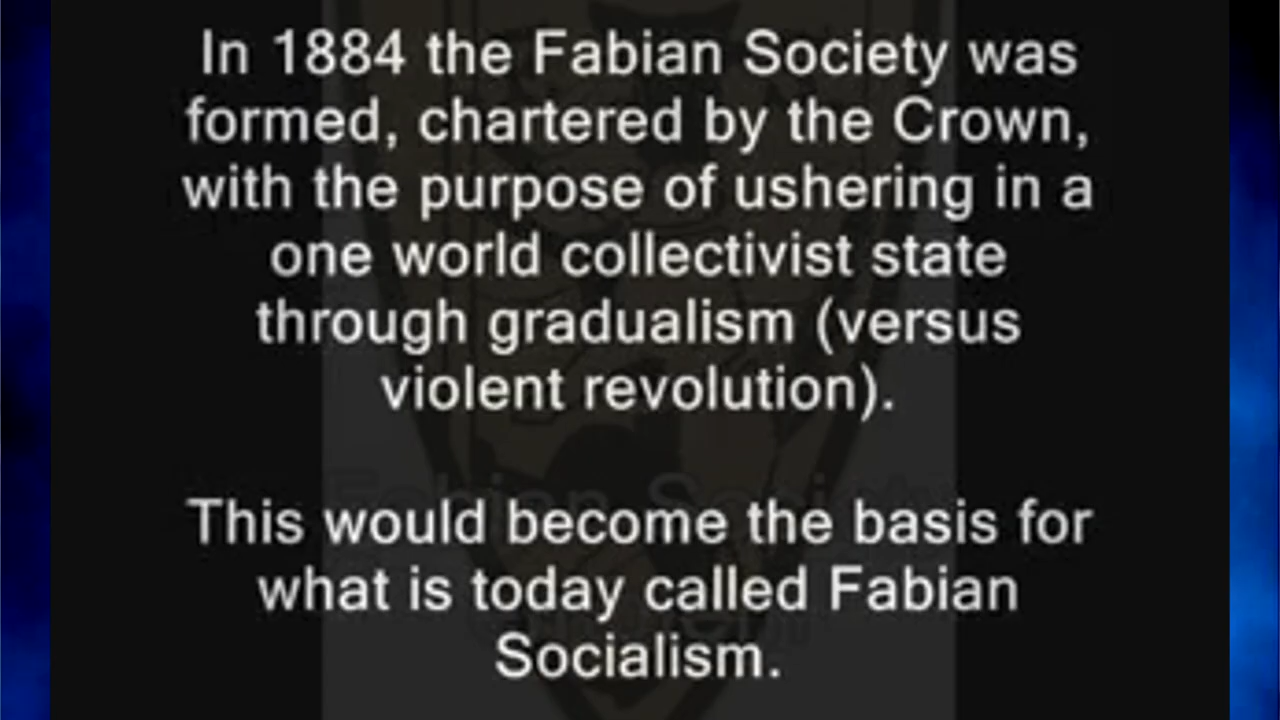 In 1884 the Fabian Society was
formed, chartered by the Crown,
with the purpose of ushering in a
one world collectivist state
through gradualism (versus
violent revolution).
This would become the basis for
what is today called Fabian
Socialism.